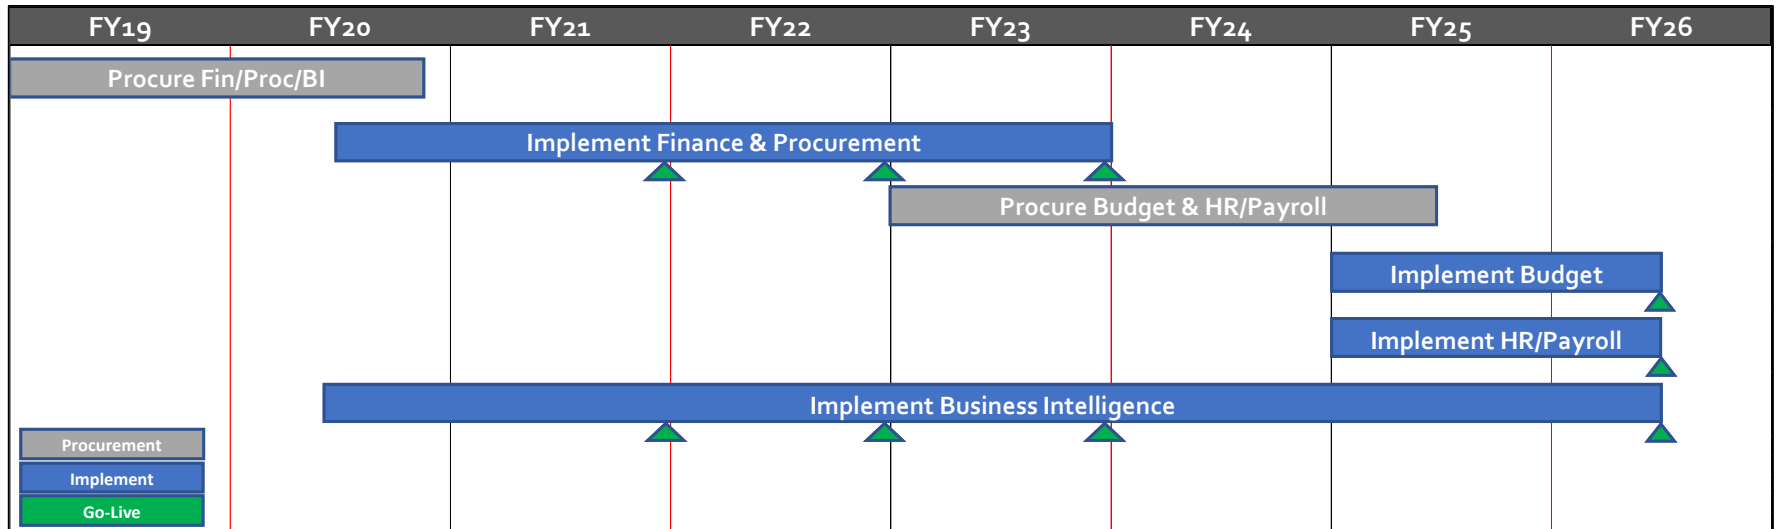 FY19 FY20 FY21 FY22 FY23 FY24 FY25 FY26
Procure Fin/Proc/BI
Implement Finance & Procurement
Procure Budget & HR/Payroll
Implement Budget
Implement HR/Payroll
Implement Business Intelligence
Procurement
Implement
Go-Live